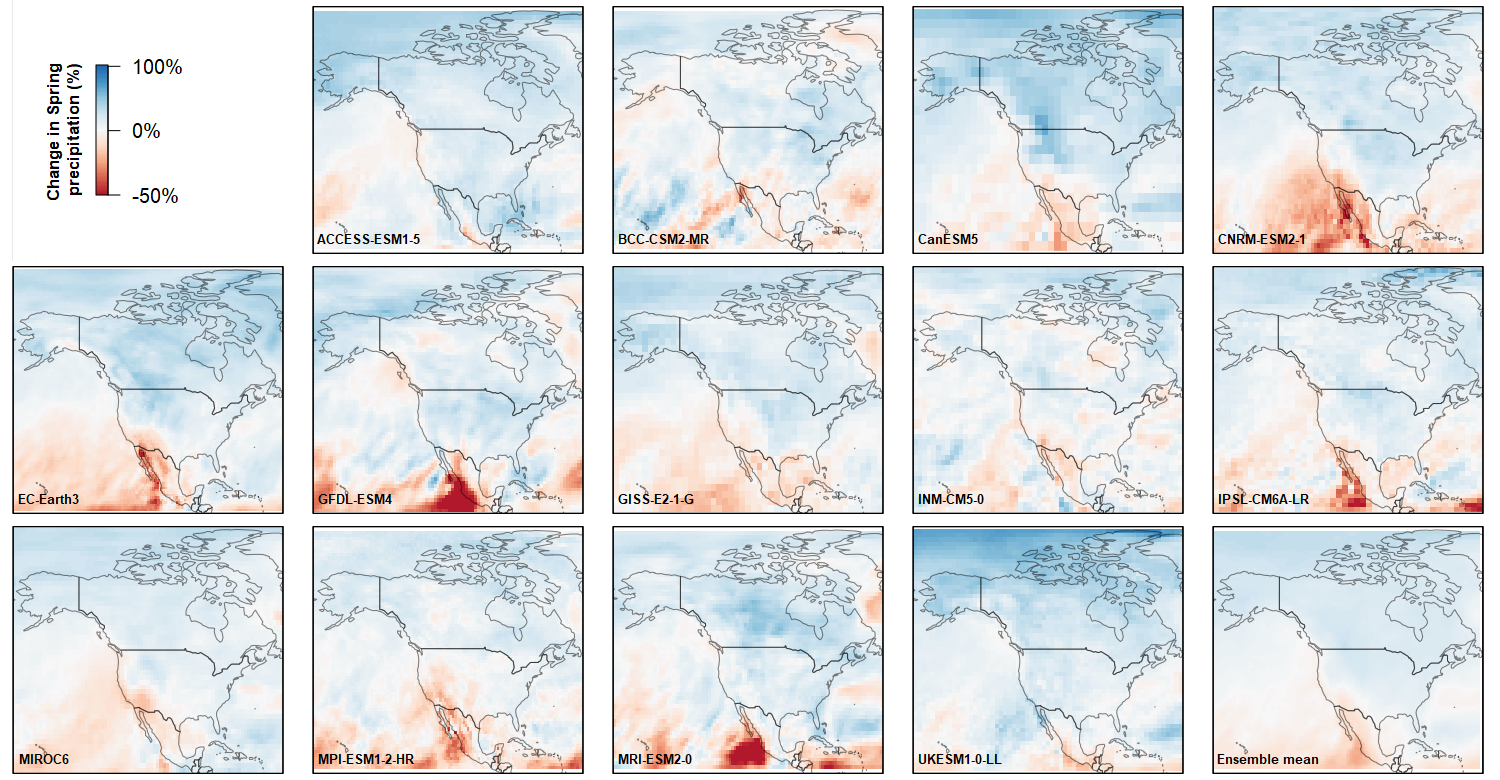 Change in Spring
precipitation (%)
100%
0%
-50%
ACCESS-ESM1-5
BCC-CSM2-MR
CanESM5
CNRM-ESM2-1
EC-Earth3
GFDL-ESM4
GISS-E2-1-G
INM-CM5-0
IPSL-CM6A-LR
MIROC6
MPI-ESM1-2-HR
MRI-ESM2-0
UKESM1-0-LL
Ensemble mean